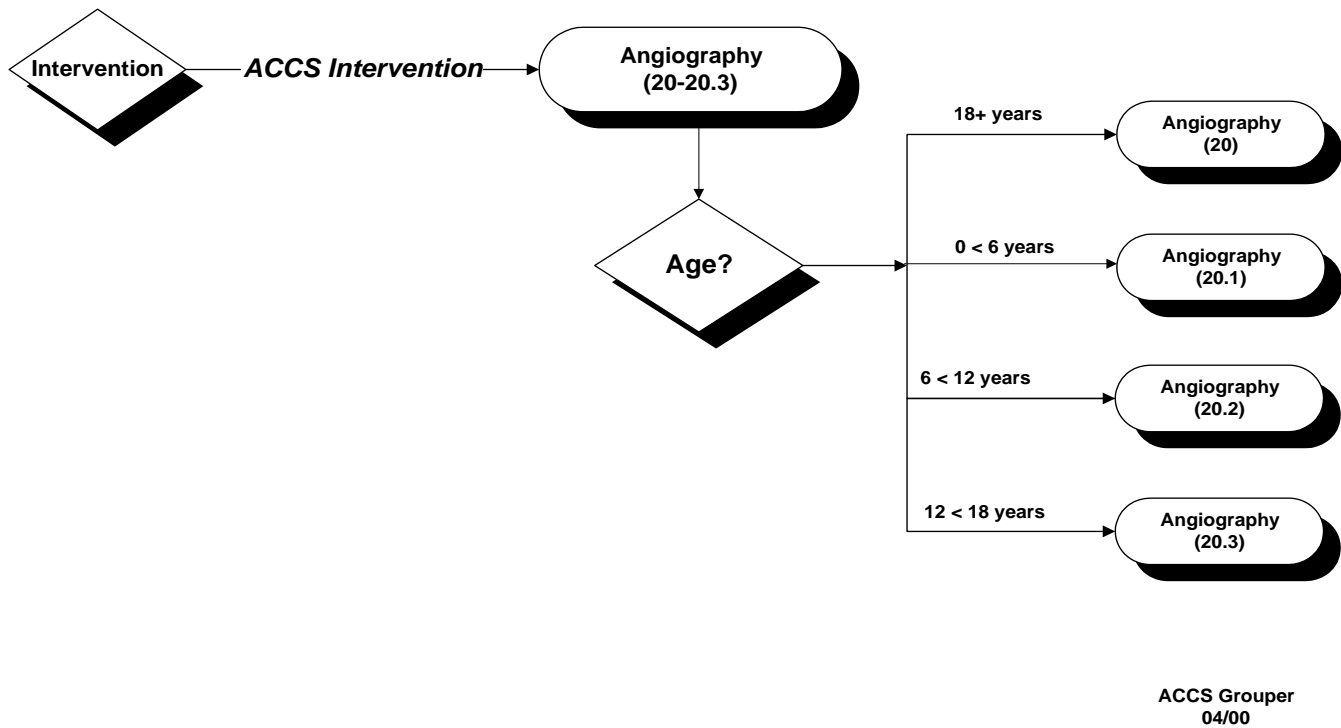 Intervention
ACCS Intervention
Angiography
(20-20.3)
Age?
18+ years
Angiography
(20)
0 < 6 years
Angiography
(20.1)
6 < 12 years
Angiography
(20.2)
12 < 18 years
Angiography
(20.3)
ACCS Grouper
04/00